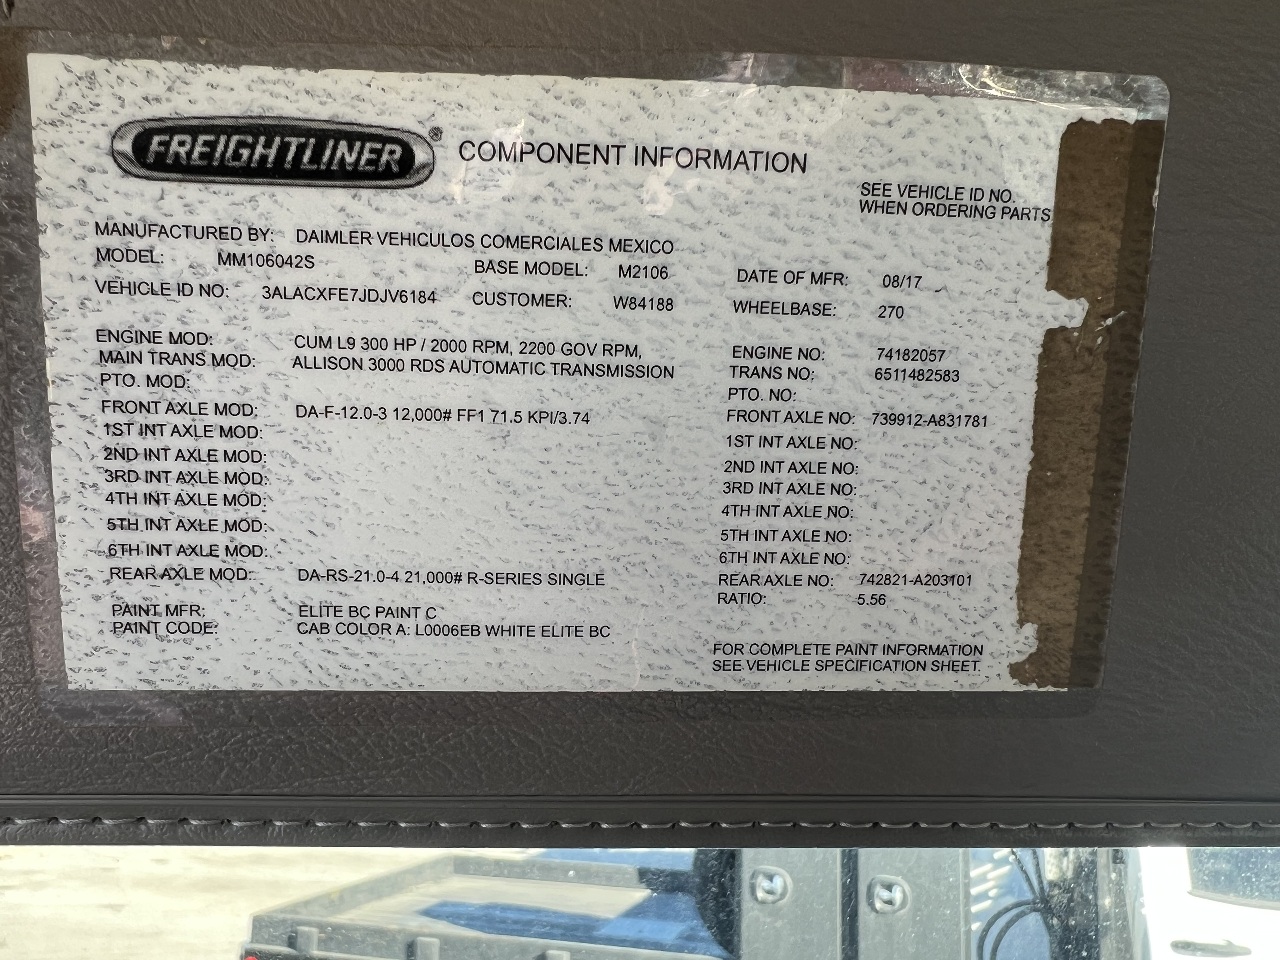 FREIGHTLINER® COMPONENT INFORMATION
SEE VEHICLE ID NO.
WHEN ORDERING PARTS
MANUFACTURED BY: DAIMLER VEHICULOS COMERCIALES MEXICO
MODEL: MM106042S BASE MODEL: M2106 DATE OF MFR: 08/17
VEHICLE ID NO: 3ALACXFE7JDJV6184 CUSTOMER: W84188 WHEELBASE: 270
ENGINE MOD: CUM L9 300 HP / 2000 RPM, 2200 GOV RPM, ENGINE NO: 74182057
MAIN TRANS MOD: ALLISON 3000 RDS AUTOMATIC TRANSMISSION TRANS NO: 6511482583
PTO. MOD: PTO. NO:
FRONT AXLE MOD: DA-F-12.0-3 12,000# FF1 71.5 KPI/3.74 FRONT AXLE NO: 739912-A831781
1ST INT AXLE MOD: 1ST INT AXLE NO:
2ND INT AXLE MOD: 2ND INT AXLE NO:
3RD INT AXLE MOD: 3RD INT AXLE NO:
4TH INT AXLE MOD: 4TH INT AXLE NO:
5TH INT AXLE MOD: 5TH INT AXLE NO:
6TH INT AXLE MOD: 6TH INT AXLE NO:
REAR AXLE MOD: DA-RS-21.0-4 21,000# R-SERIES SINGLE REAR AXLE NO: 742821-A203101
RATIO: 5.56
PAINT MFR: ELITE BC PAINT C
PAINT CODE: CAB COLOR A: L0006EB WHITE ELITE BC
FOR COMPLETE PAINT INFORMATION
SEE VEHICLE SPECIFICATION SHEET.